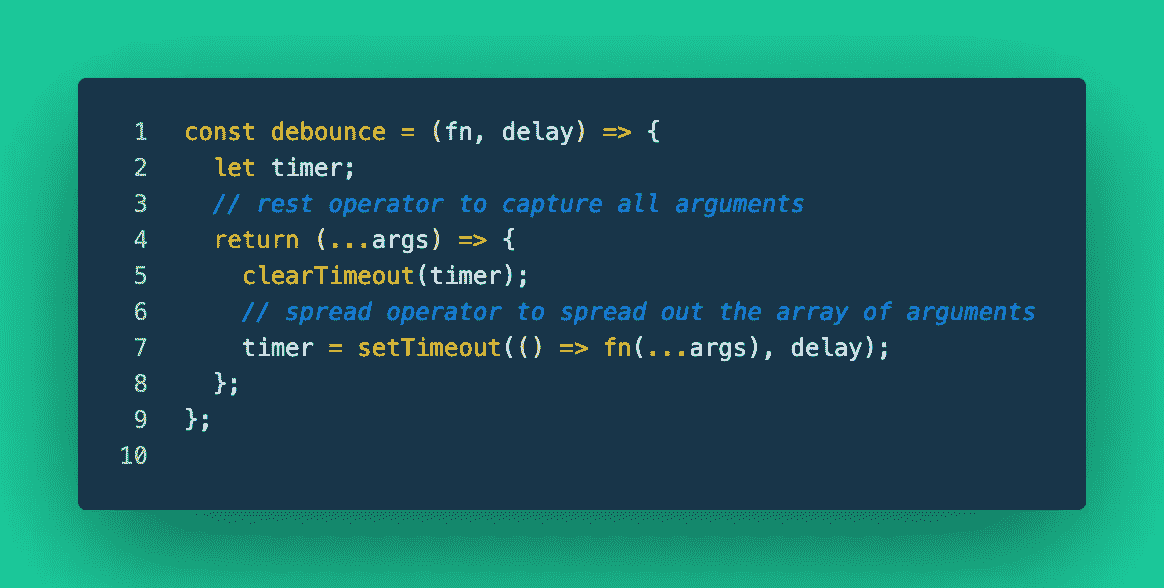 1 const debounce = (fn, delay) => {
2   let timer;
3   // rest operator to capture all arguments
4   return (...args) => {
5     clearTimeout(timer);
6     // spread operator to spread out the array of arguments
7     timer = setTimeout(() => fn(...args), delay);
8   };
9 };
10